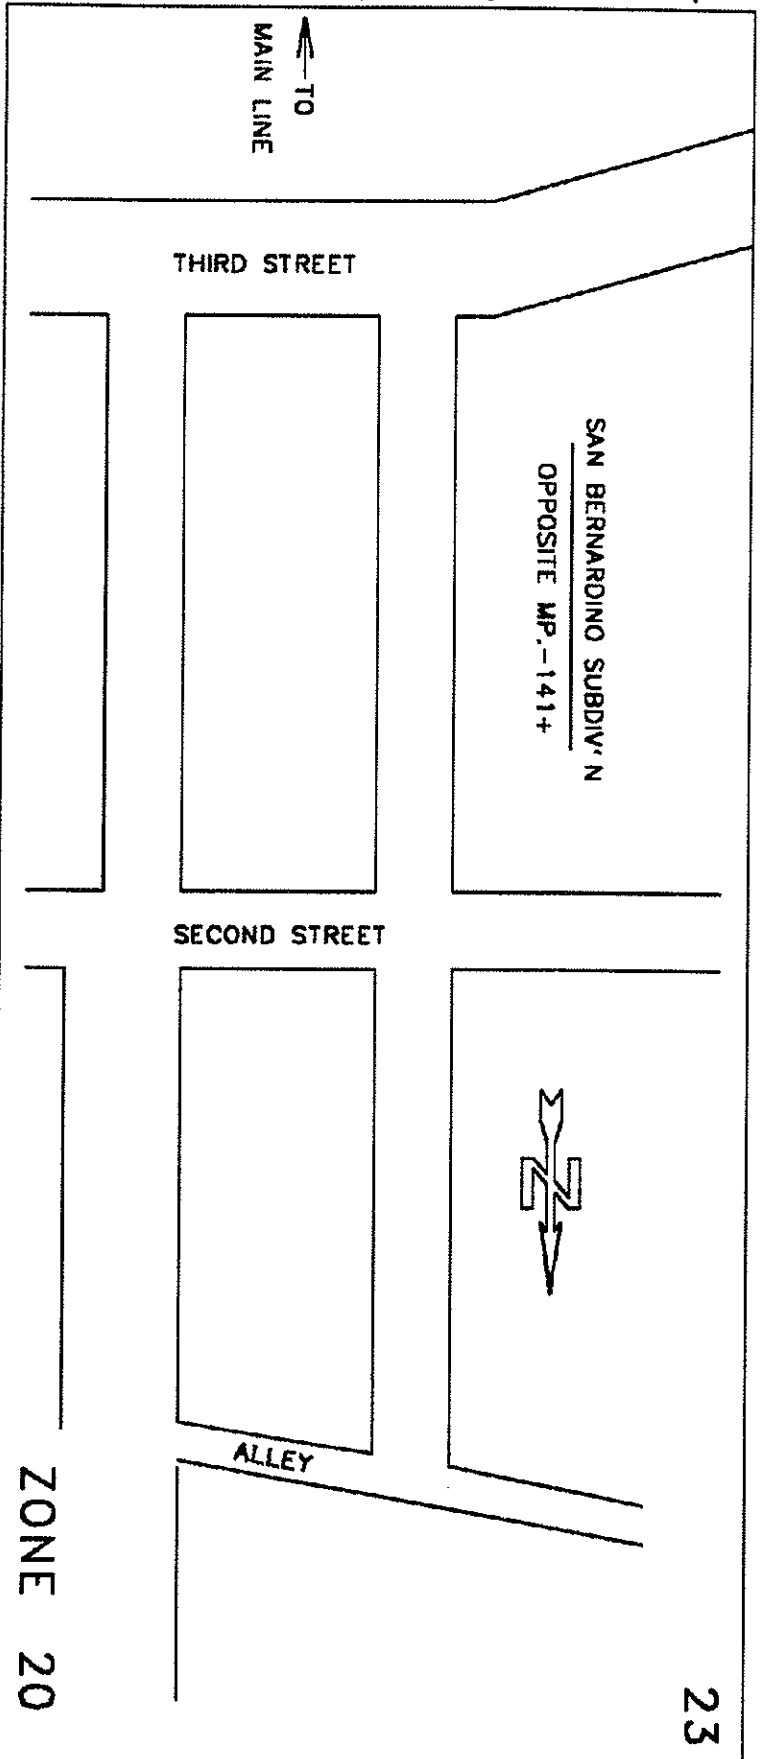 TO
MAIN LINE
THIRD STREET
SAN BERNARDINO SUBDIV'N
OPPOSITE MP.-141+
SECOND STREET
N
ALLEY
ZONE 20
23